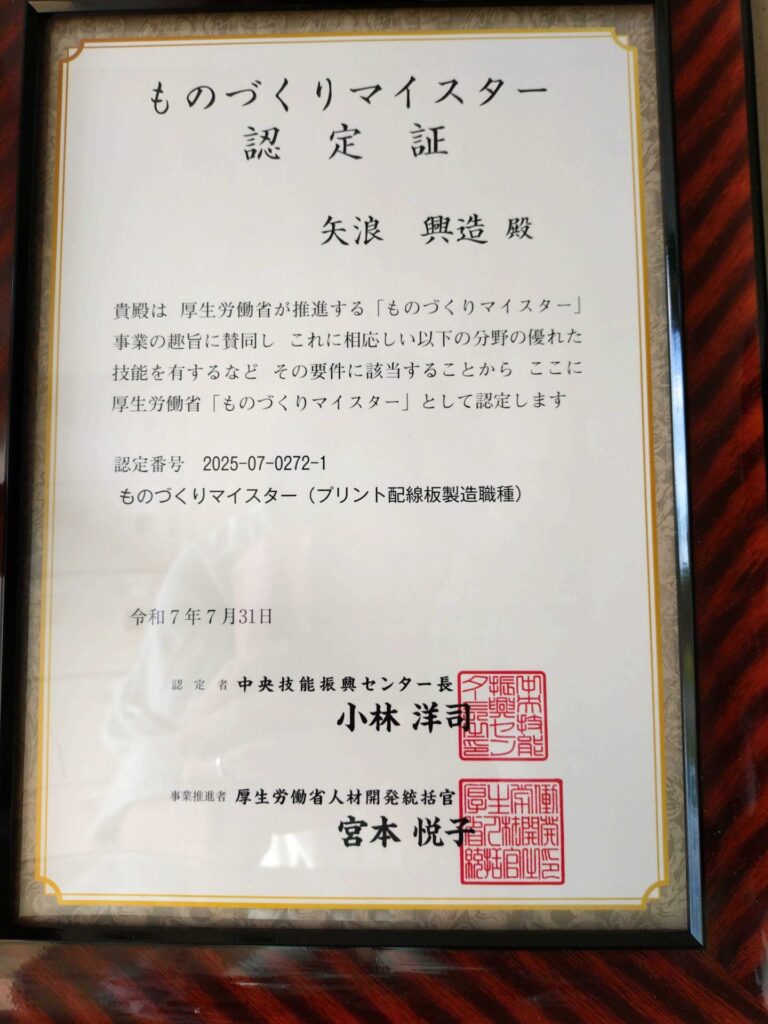 ものづくりマイスター
認定証
矢浪 興造 殿
貴殿は 厚生労働省が推進する「ものづくりマイスター」
事業の趣旨に賛同し これに相応しい以下の分野の優れた
技能を有するなど その要件に該当することから ここに
厚生労働省「ものづくりマイスター」として認定します
認定番号 2025-07-0272-1
ものづくりマイスター（プリント配線板製造職種）
令和７年７月31日
認定者 中央技能振興センター長
小林 洋司
事業推進者 厚生労働省人材開発統括官
宮本 悦子